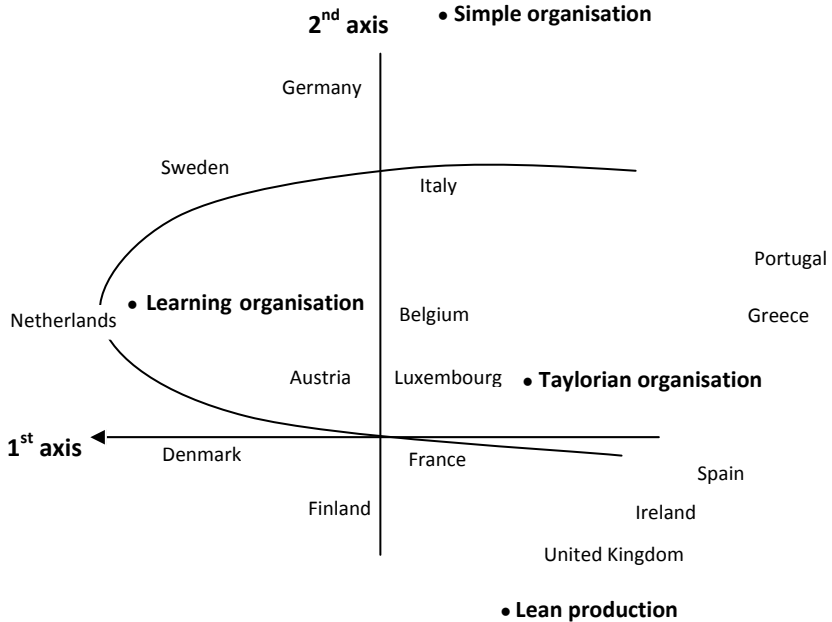 • Simple organisation
2nd axis
Germany
Sweden
Italy
Portugal
• Learning organisation
Netherlands
Belgium
Greece
Austria
Luxembourg
• Taylorian organisation
1st axis
Denmark
France
Spain
Finland
Ireland
United Kingdom
• Lean production